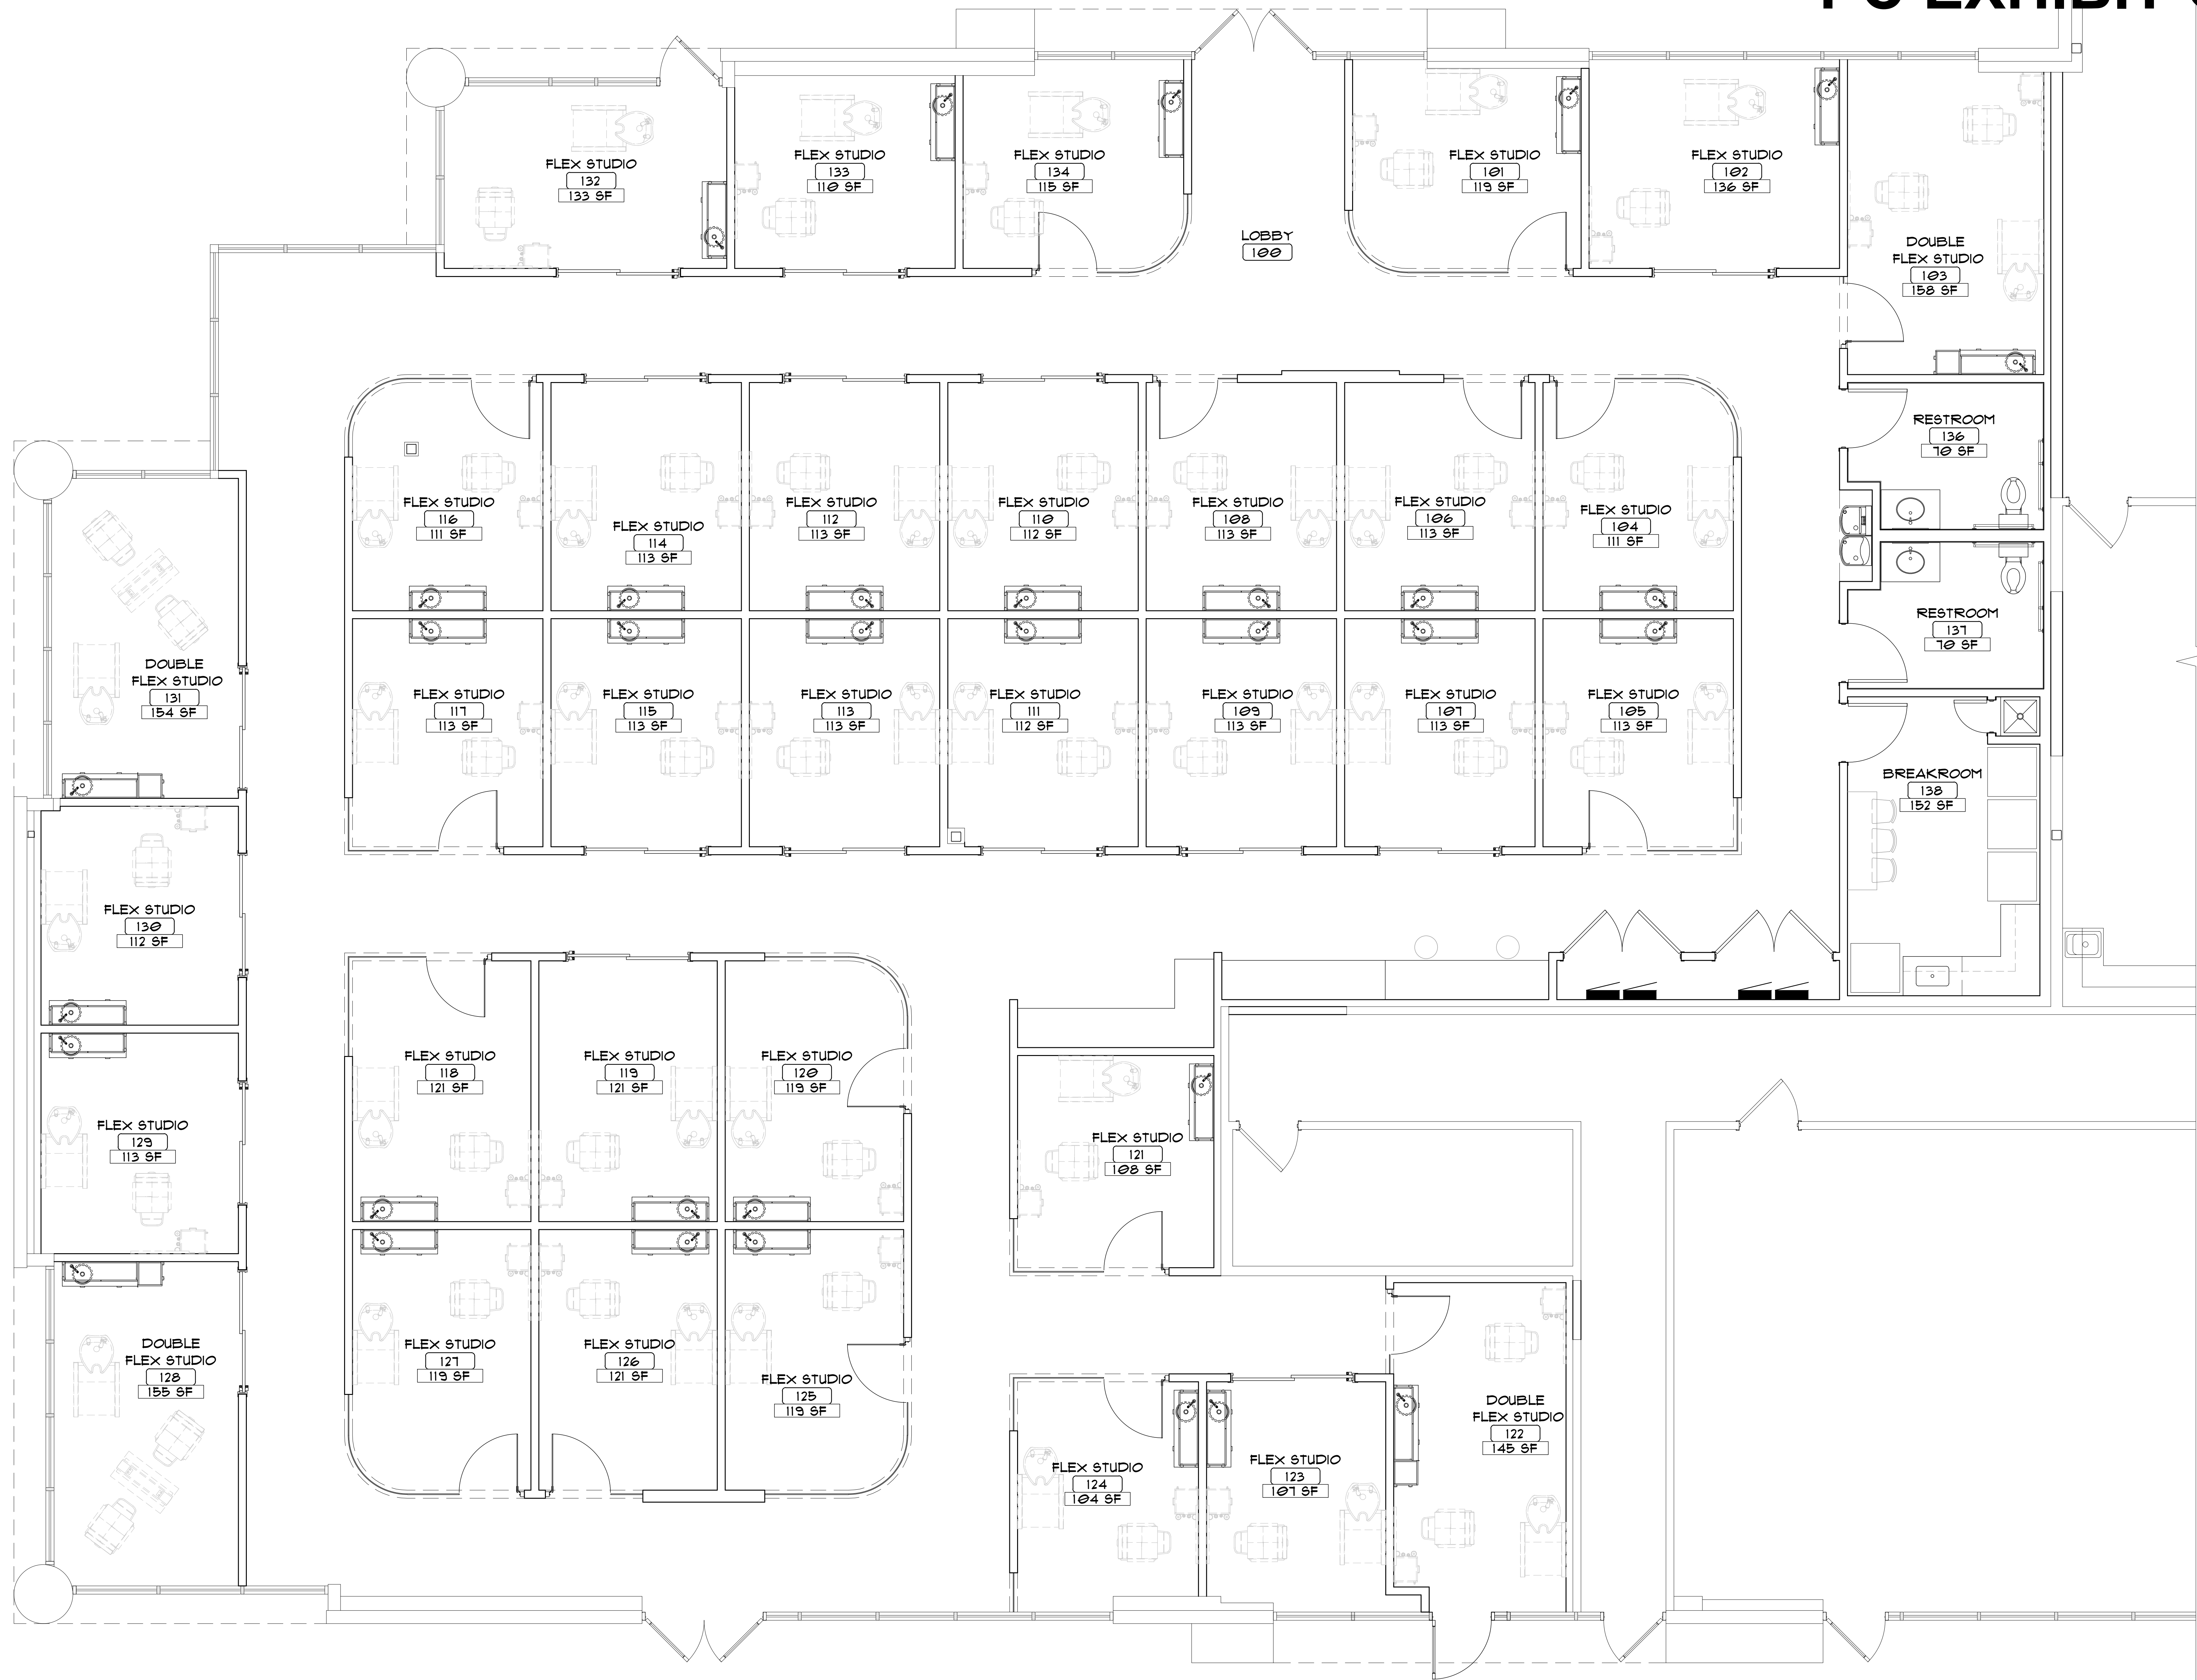 FLEX STUDIO
132
133 SF
FLEX STUDIO
133
110 SF
FLEX STUDIO
134
115 SF
LOBBY
100
FLEX STUDIO
101
119 SF
FLEX STUDIO
102
136 SF
DOUBLE
FLEX STUDIO
103
158 SF
FLEX STUDIO
116
111 SF
FLEX STUDIO
114
113 SF
FLEX STUDIO
112
113 SF
FLEX STUDIO
110
112 SF
FLEX STUDIO
108
113 SF
FLEX STUDIO
106
113 SF
FLEX STUDIO
104
111 SF
RESTROOM
136
70 SF
RESTROOM
137
70 SF
DOUBLE
FLEX STUDIO
131
154 SF
FLEX STUDIO
117
113 SF
FLEX STUDIO
115
113 SF
FLEX STUDIO
113
113 SF
FLEX STUDIO
111
112 SF
FLEX STUDIO
109
113 SF
FLEX STUDIO
107
113 SF
FLEX STUDIO
105
113 SF
BREAKROOM
138
152 SF
FLEX STUDIO
130
112 SF
FLEX STUDIO
118
121 SF
FLEX STUDIO
119
121 SF
FLEX STUDIO
120
119 SF
FLEX STUDIO
129
113 SF
FLEX STUDIO
121
108 SF
DOUBLE
FLEX STUDIO
128
155 SF
FLEX STUDIO
127
119 SF
FLEX STUDIO
126
121 SF
FLEX STUDIO
125
119 SF
DOUBLE
FLEX STUDIO
122
145 SF
FLEX STUDIO
124
104 SF
FLEX STUDIO
123
107 SF